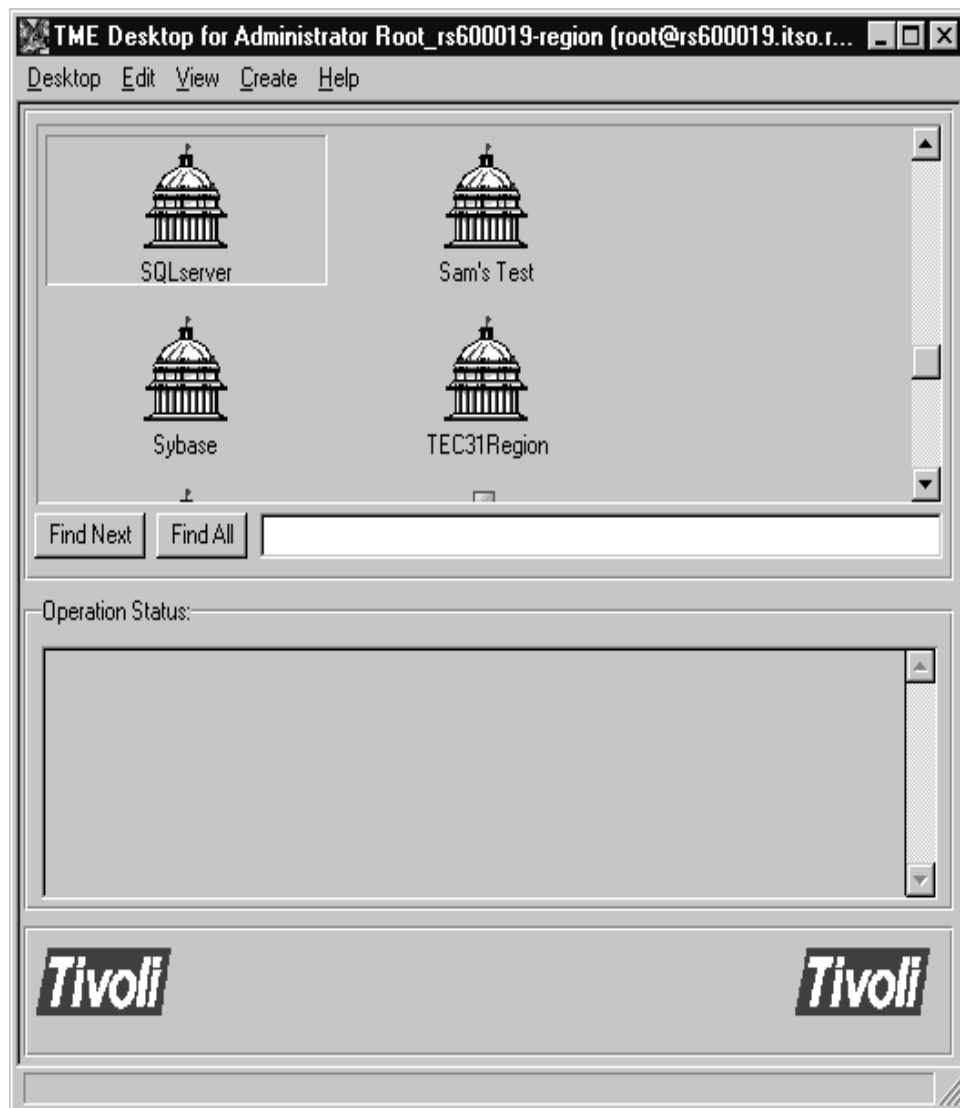 TME Desktop for Administrator Root_rs600019-region (root@rs600019.itso.r...
Desktop Edit View Create Help
SQLserver Sam's Test
Sybase TEC31Region
Find Next Find All
Operation Status:
Tivoli Tivoli